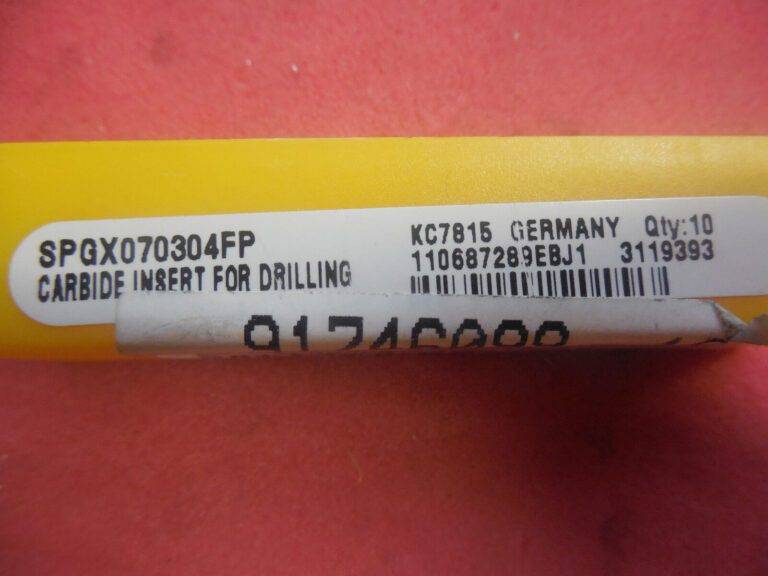 SPGX070304FP
CARBIDE INSERT FOR DRILLING
KC7815 GERMANY Qty:10
110687289EBJ1 3119393